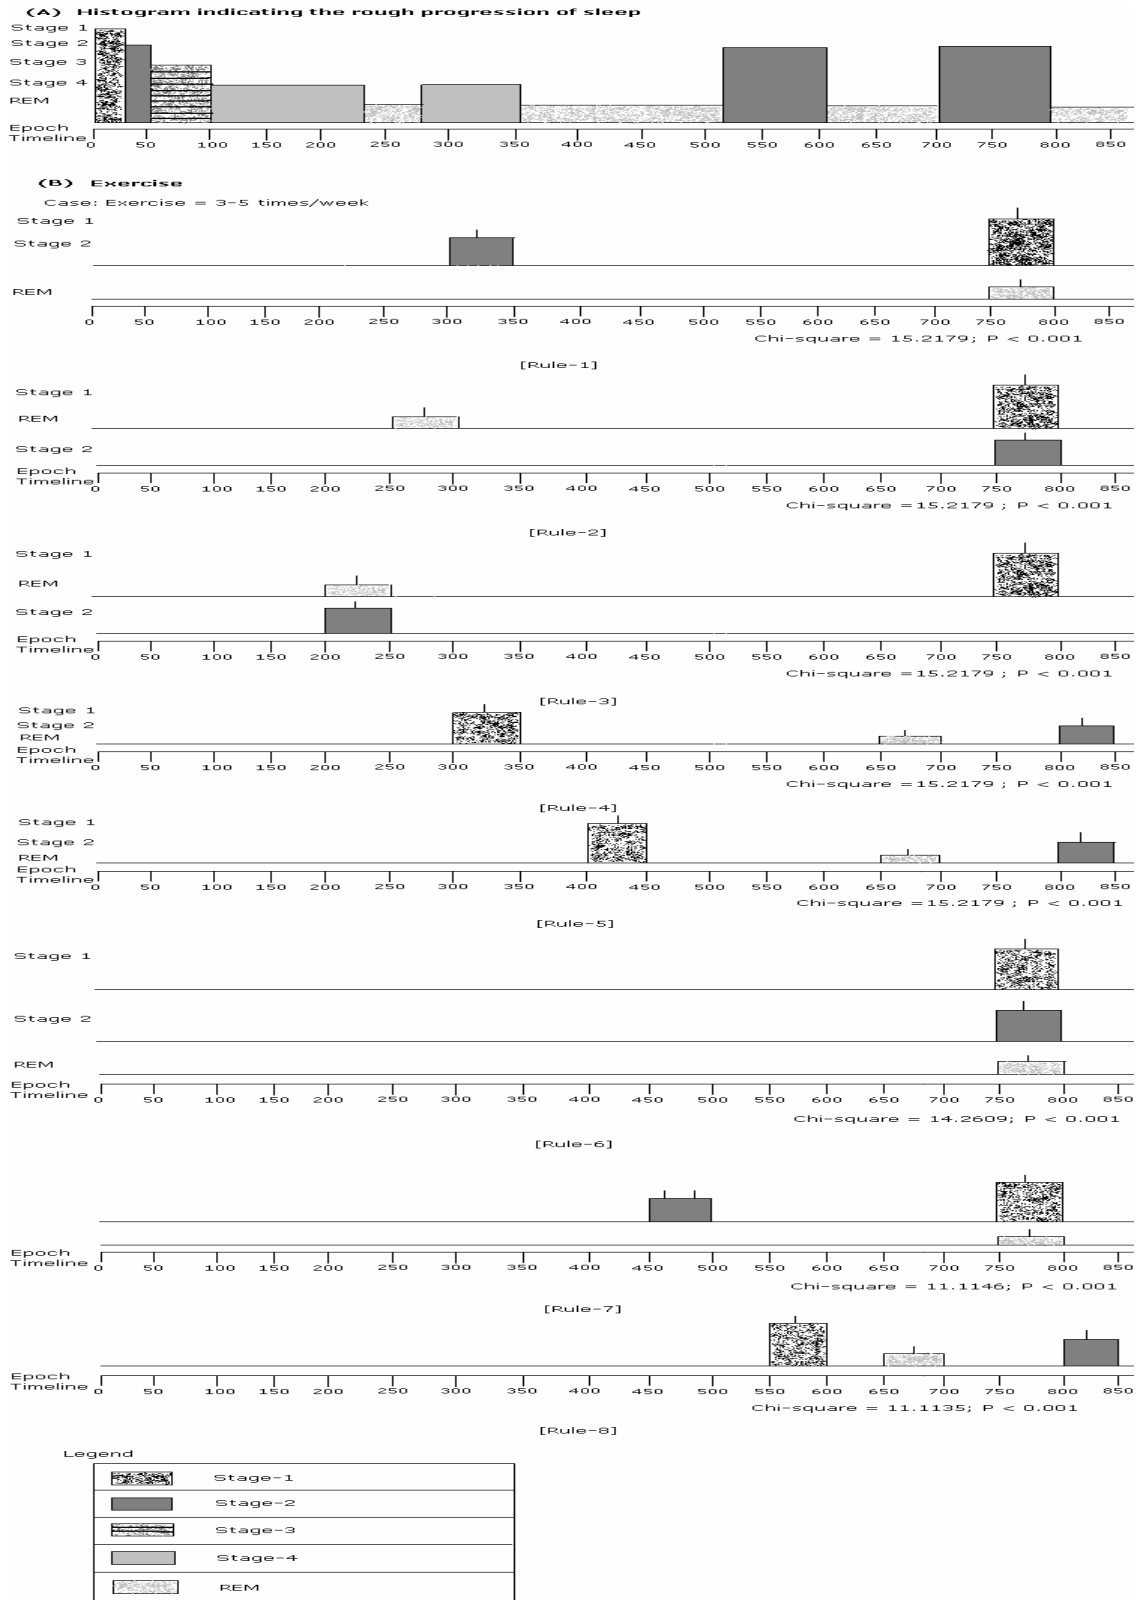 (A) Histogram indicating the rough progression of sleep
Stage 1
Stage 2
Stage 3
Stage 4
REM
Epoch
Timeline
0 50 100 150 200 250 300 350 400 450 500 550 600 650 700 750 800 850
(B) Exercise
Case: Exercise = 3-5 times/week
Stage 1
Stage 2
REM
0 50 100 150 200 250 300 350 400 450 500 550 600 650 700 750 800 850
Chi-square = 15.2179; P < 0.001
[Rule-1]
Stage 1
REM
Stage 2
Epoch
Timeline
0 50 100 150 200 250 300 350 400 450 500 550 600 650 700 750 800 850
Chi-square =15.2179 ; P < 0.001
[Rule-2]
Stage 1
REM
Stage 2
Epoch
Timeline
0 50 100 150 200 250 300 350 400 450 500 550 600 650 700 750 800 850
Chi-square =15.2179 ; P < 0.001
[Rule-3]
Stage 1
Stage 2
REM
Epoch
Timeline
0 50 100 150 200 250 300 350 400 450 500 550 550 650 700 750 800 850
Chi-square =15.2179 ; P < 0.001
[Rule-4]
Stage 1
Stage 2
REM
Epoch
Timeline
0 50 100 150 200 250 300 350 400 450 500 550 600 650 700 750 800 850
Chi-square =15.2179 ; P < 0.001
[Rule-5]
Stage 1
Stage 2
REM
Epoch
Timeline
0 50 100 150 200 250 300 350 400 450 500 550 600 650 700 750 800 850
Chi-square = 14.2609; P < 0.001
[Rule-6]
Epoch
Timeline
0 50 100 150 200 250 300 350 400 450 500 550 600 650 700 750 800 850
Chi-square = 11.1146; P < 0.001
[Rule-7]
Epoch
Timeline
0 50 100 150 200 250 300 350 400 450 500 550 600 650 700 750 800 850
Chi-square = 11.1135; P < 0.001
[Rule-8]
Legend
Stage-1
Stage-2
Stage-3
Stage-4
REM